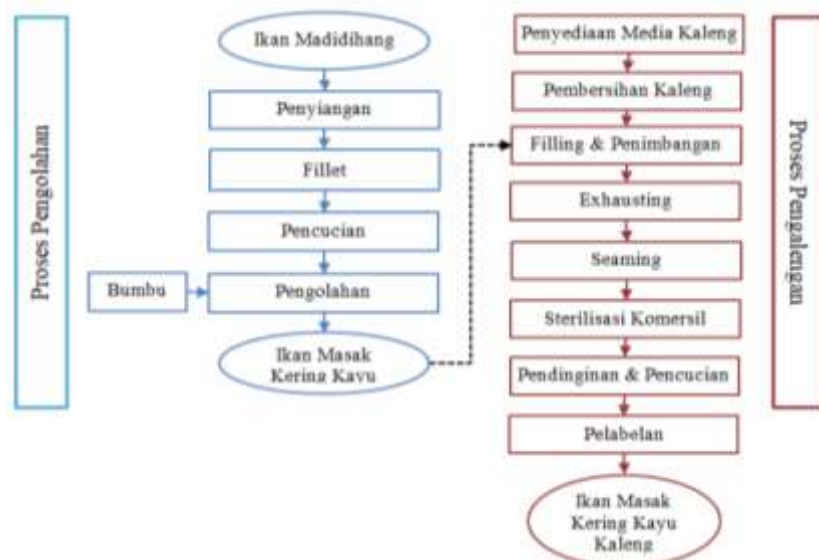 Proses Pengolahan
Ikan Madidihang
Penyiangan
Fillet
Pencucian
Bumbu
Pengolahan
Ikan Masak
Kering Kayu
Penyediaan Media Kaleng
Pembersihan Kaleng
Filling & Penimbangan
Exhausting
Seaming
Sterilisasi Komersil
Pendinginan & Pencucian
Pelabelan
Ikan Masak
Kering Kayu
Kaleng
Proses Pengalengan